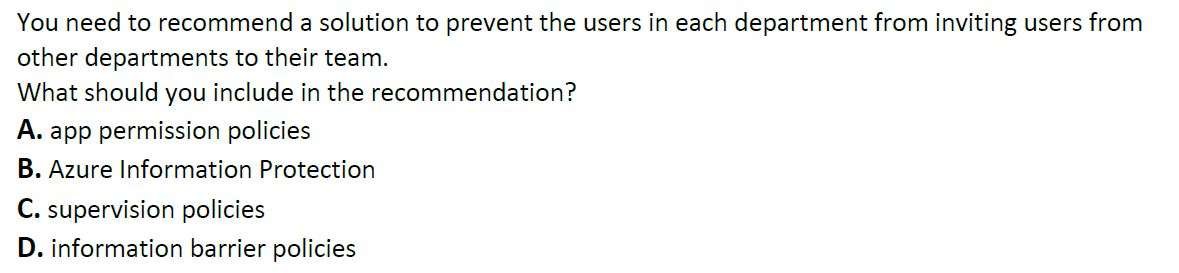 You need to recommend a solution to prevent the users in each department from inviting users from
other departments to their team.
What should you include in the recommendation?
A. app permission policies
B. Azure Information Protection
C. supervision policies
D. information barrier policies